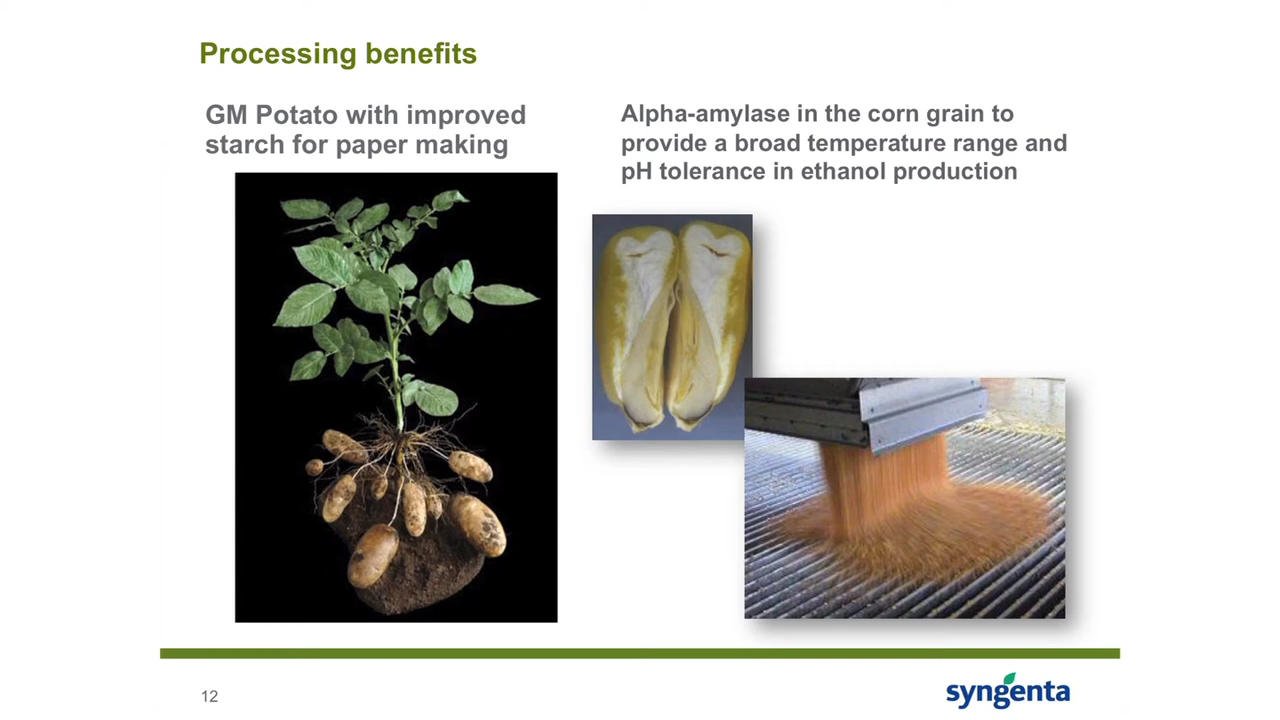 Processing benefits
GM Potato with improved
starch for paper making
Alpha-amylase in the corn grain to
provide a broad temperature range and
pH tolerance in ethanol production
12
syngenta